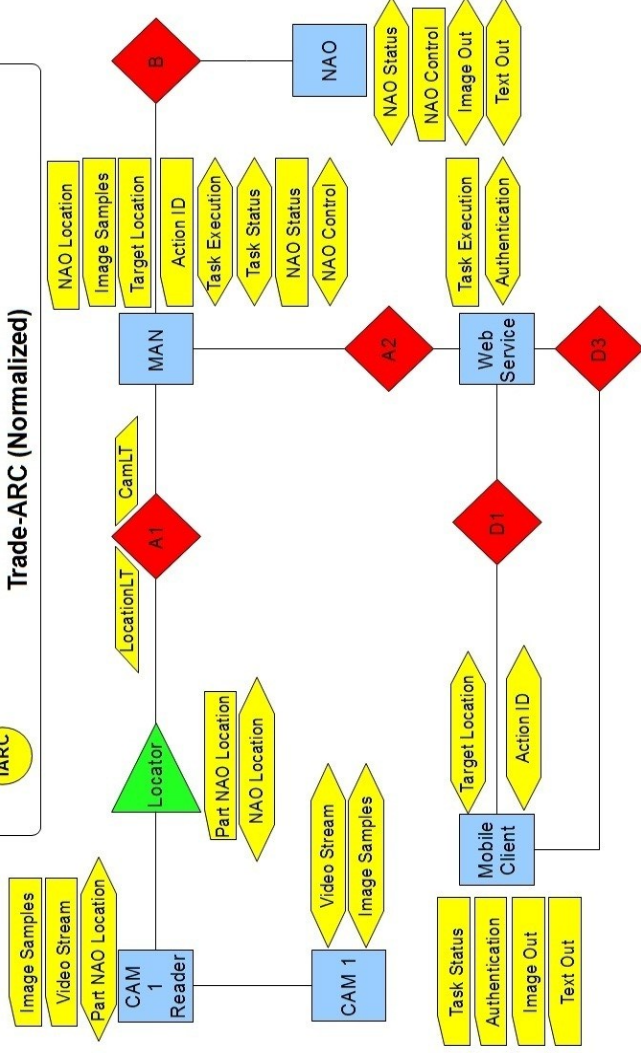 Trade-ARC (Normalized)
Image Samples
Video Stream
Part NAO Location
CAM
1
Reader
Locator
Part NAO Location
NAO Location
LocationLT
A1
CamLT
MAN
NAO Location
Image Samples
Target Location
Action ID
Task Execution
Task Status
NAO Status
NAO Control
B
NAO
NAO Status
NAO Control
Image Out
Text Out
CAM 1
Video Stream
Image Samples
A2
Task Status
Authentication
Image Out
Text Out
Mobile
Client
Target Location
Action ID
D1
Web
Service
Task Execution
Authentication
D3